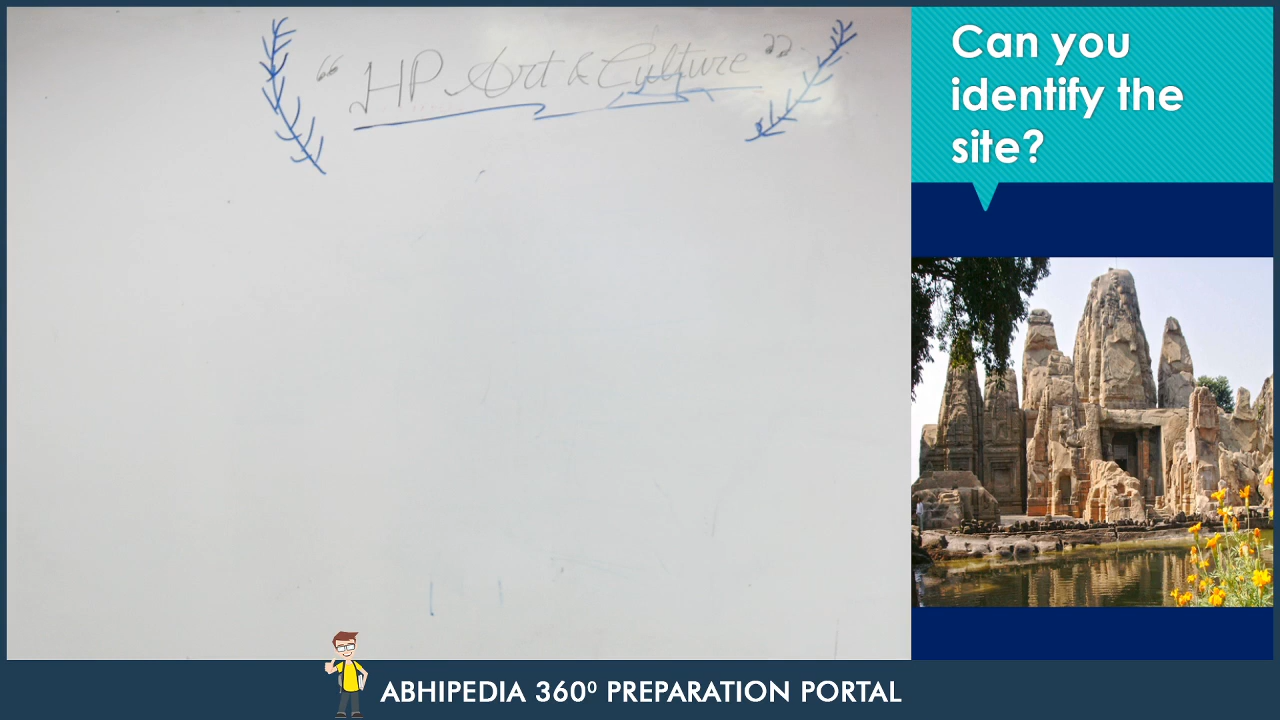 “HP Art & Culture”
Can you
identify the
site?
ABHIPEDIA 360⁰ PREPARATION PORTAL